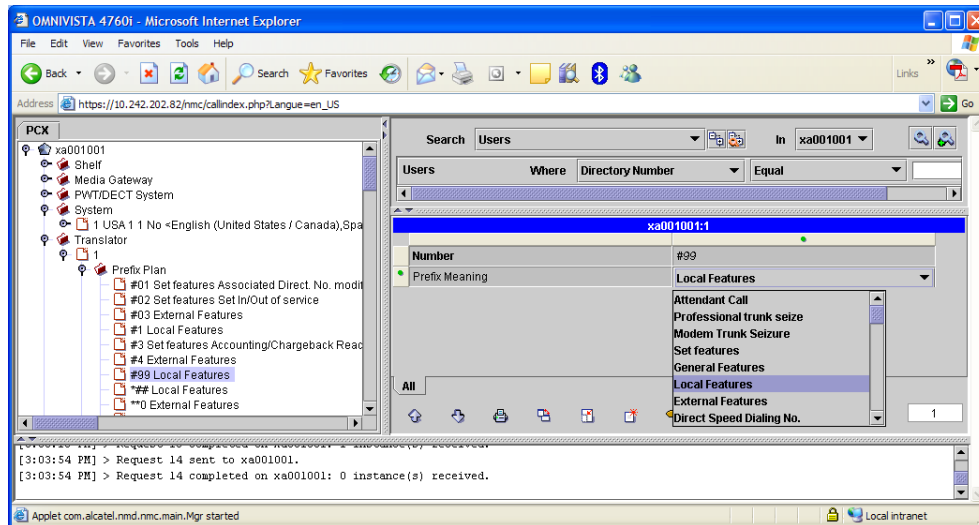 OMNIVISTA 4760i - Microsoft Internet Explorer
File Edit View Favorites Tools Help
Back Search Favorites Links »
Address https://10.242.202.82/nmc/callindex.php?Langue=en_US Go
PCX
xa001001
Shelf
Media Gateway
PWT/DECT System
System
1 USA 1 1 No <English (United States / Canada),Spa
Translator
1
Prefix Plan
#01 Set features Associated Direct. No. modif
#02 Set features Set In/Out of service
#03 External Features
#1 Local Features
#3 Set features Accounting/Chargeback Reac
#4 External Features
#99 Local Features
*## Local Features
**0 External Features
Search Users In xa001001
Users Where Directory Number Equal
xa001001:1
Number #99
Prefix Meaning Local Features
Attendant Call
Professional trunk seize
Modem Trunk Seizure
Set features
General Features
Local Features
External Features
Direct Speed Dialing No.
All
1
[3:03:54 PM] > Request 14 sent to xa001001.
[3:03:54 PM] > Request 14 completed on xa001001: 0 instance(s) received.
Applet com.alcatel.nmd.nmc.main.Mgr started Local intranet